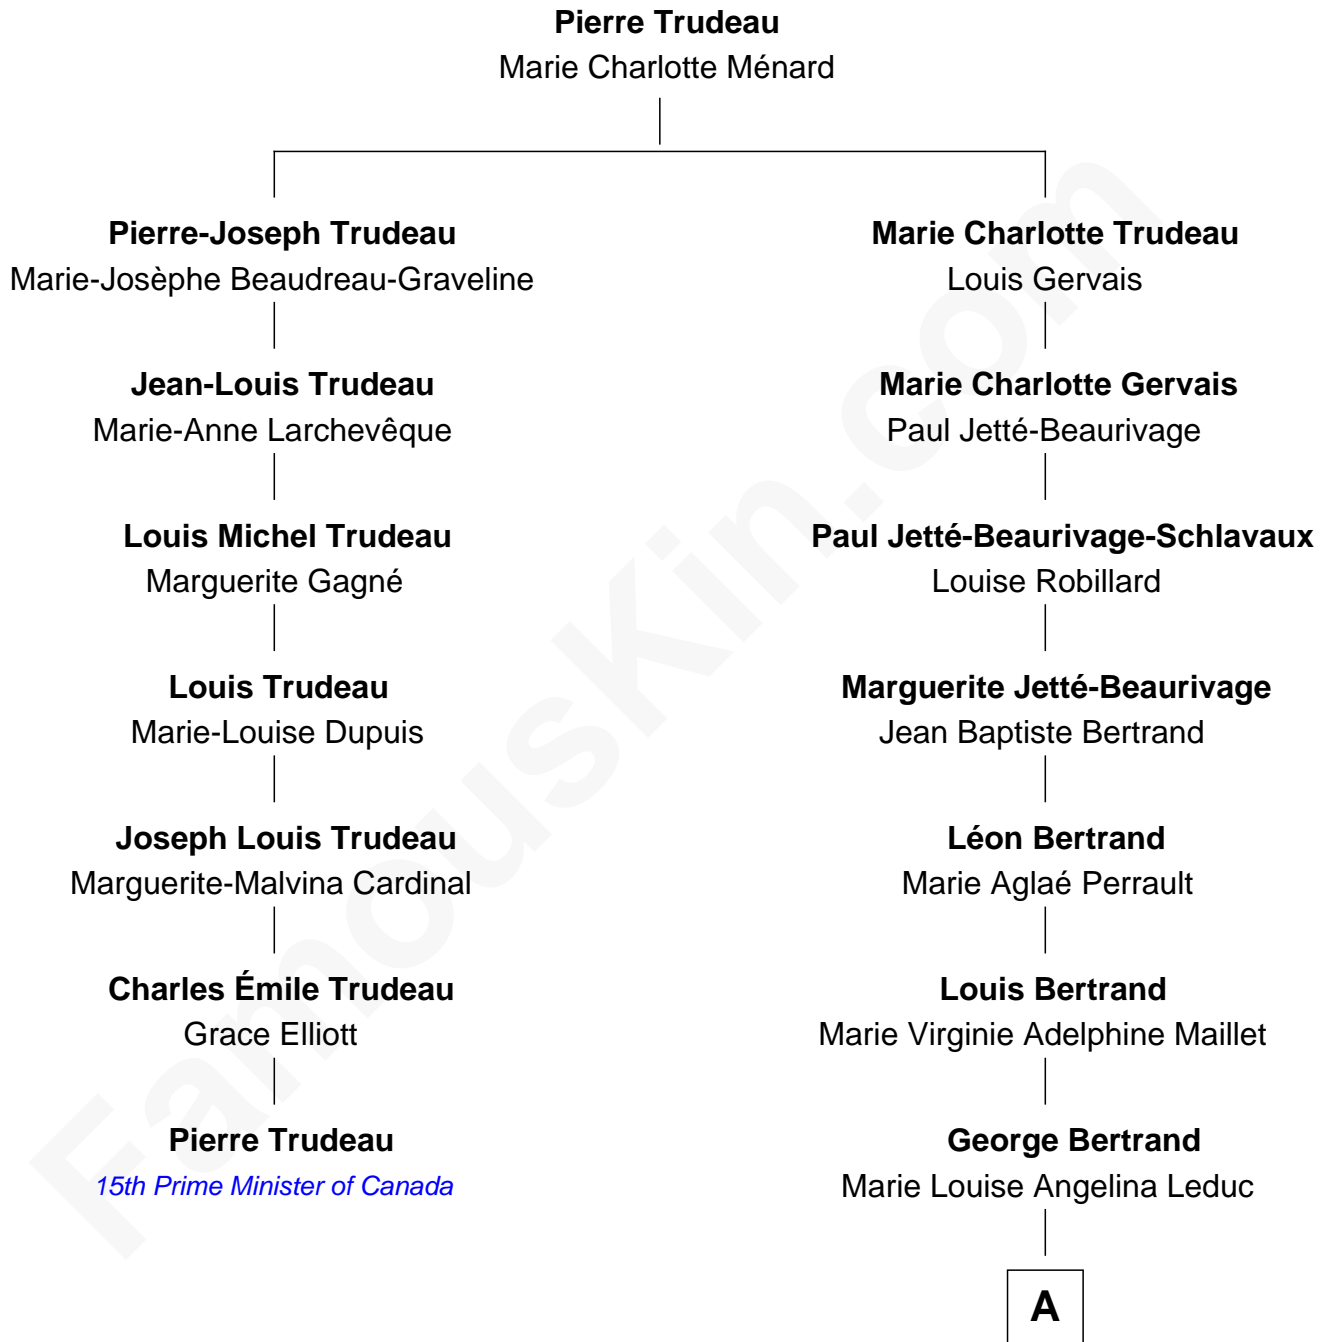 Pierre Trudeau
Marie Charlotte Ménard
Pierre-Joseph Trudeau
Marie-Josèphe Beaudreau-Graveline
Jean-Louis Trudeau
Marie-Anne Larchevêque
Louis Michel Trudeau
Marguerite Gagné
Louis Trudeau
Marie-Louise Dupuis
Joseph Louis Trudeau
Marguerite-Malvina Cardinal
Charles Émile Trudeau
Grace Elliott
Pierre Trudeau
15th Prime Minister of Canada
Marie Charlotte Trudeau
Louis Gervais
Marie Charlotte Gervais
Paul Jetté-Beaurivage
Paul Jetté-Beaurivage-Schlavaux
Louise Robillard
Marguerite Jetté-Beaurivage
Jean Baptiste Bertrand
Léon Bertrand
Marie Aglaé Perrault
Louis Bertrand
Marie Virginie Adelphine Maillet
George Bertrand
Marie Louise Angelina Leduc
A
FamousKin.com